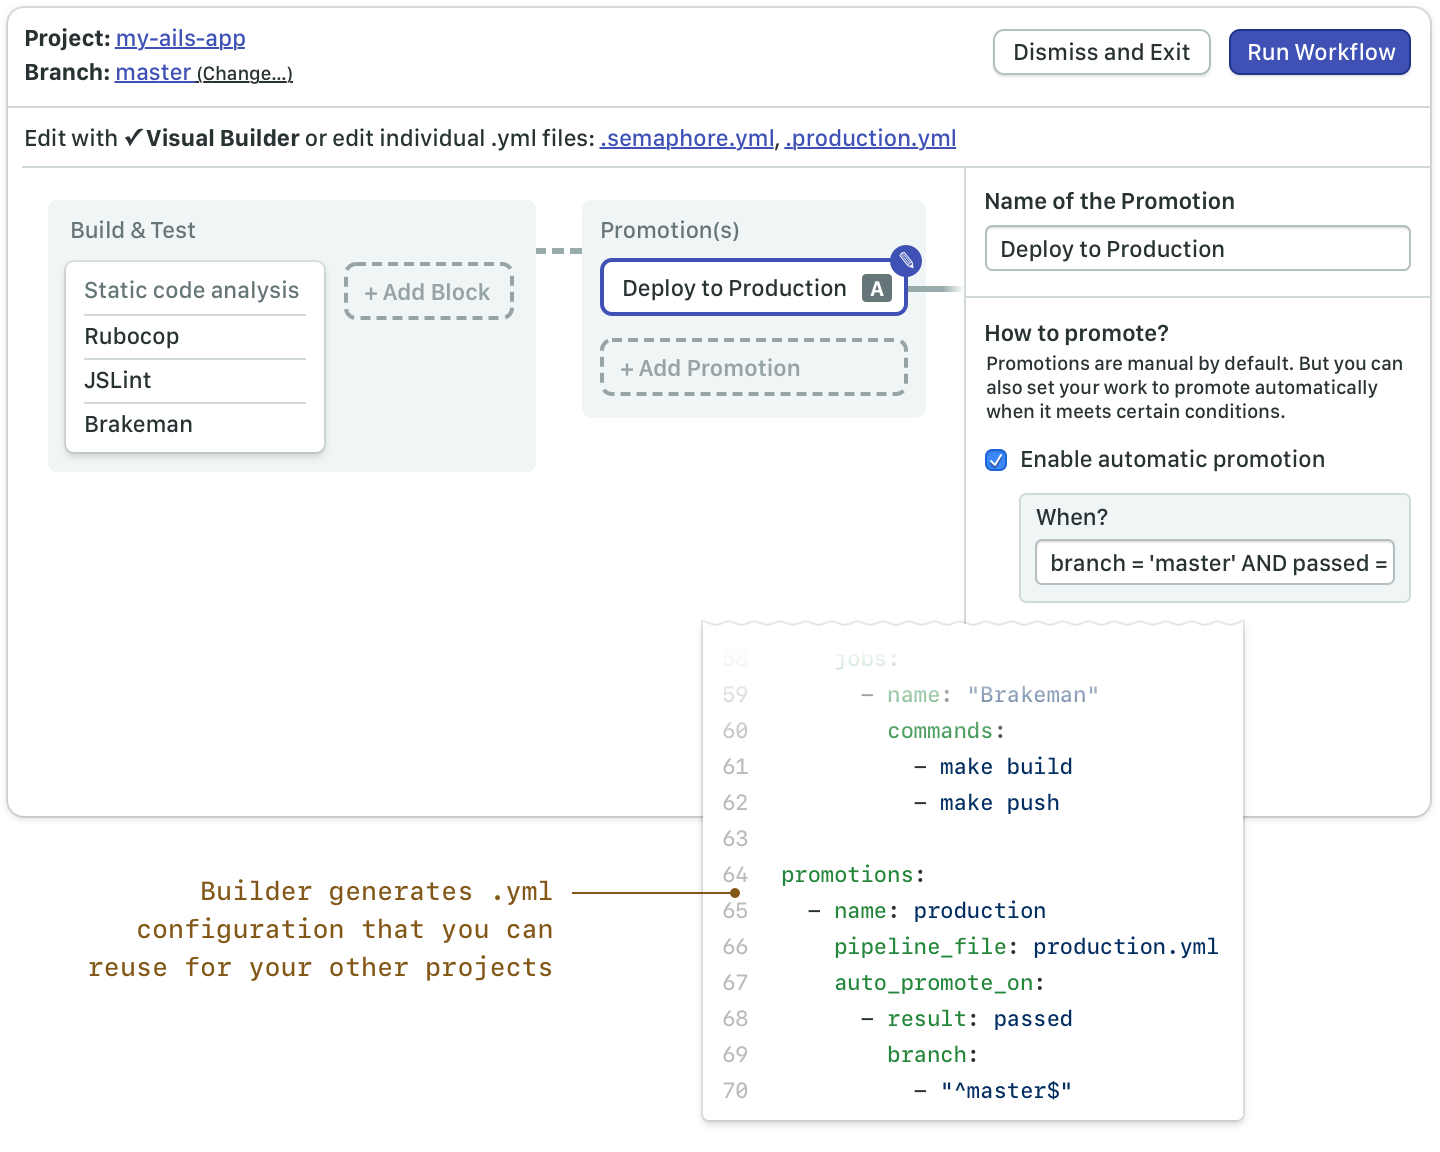 Project: my-ails-app
Branch: master (Change...)
Dismiss and Exit
Run Workflow
Edit with ✓Visual Builder or edit individual .yml files: .semaphore.yml, .production.yml
Build & Test
Static code analysis
Rubocop
JSLint
Brakeman
+ Add Block
Promotion(s)
Deploy to Production A
+ Add Promotion
Name of the Promotion
Deploy to Production
How to promote?
Promotions are manual by default. But you can
also set your work to promote automatically
when it meets certain conditions.
Enable automatic promotion
When?
branch = 'master' AND passed =
58 jobs:
59 - name: "Brakeman"
60 commands:
61 - make build
62 - make push
63
64 promotions:
65 - name: production
66 pipeline_file: production.yml
67 auto_promote_on:
68 - result: passed
69 branch:
70 - "^master$"
Builder generates .yml
configuration that you can
reuse for your other projects